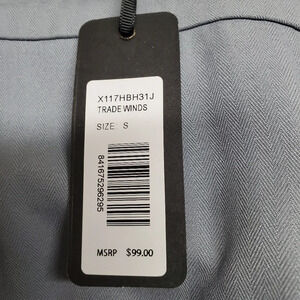 X117HBH31J
TRADE WINDS
SIZE: S
841675296295
MSRP $99.00